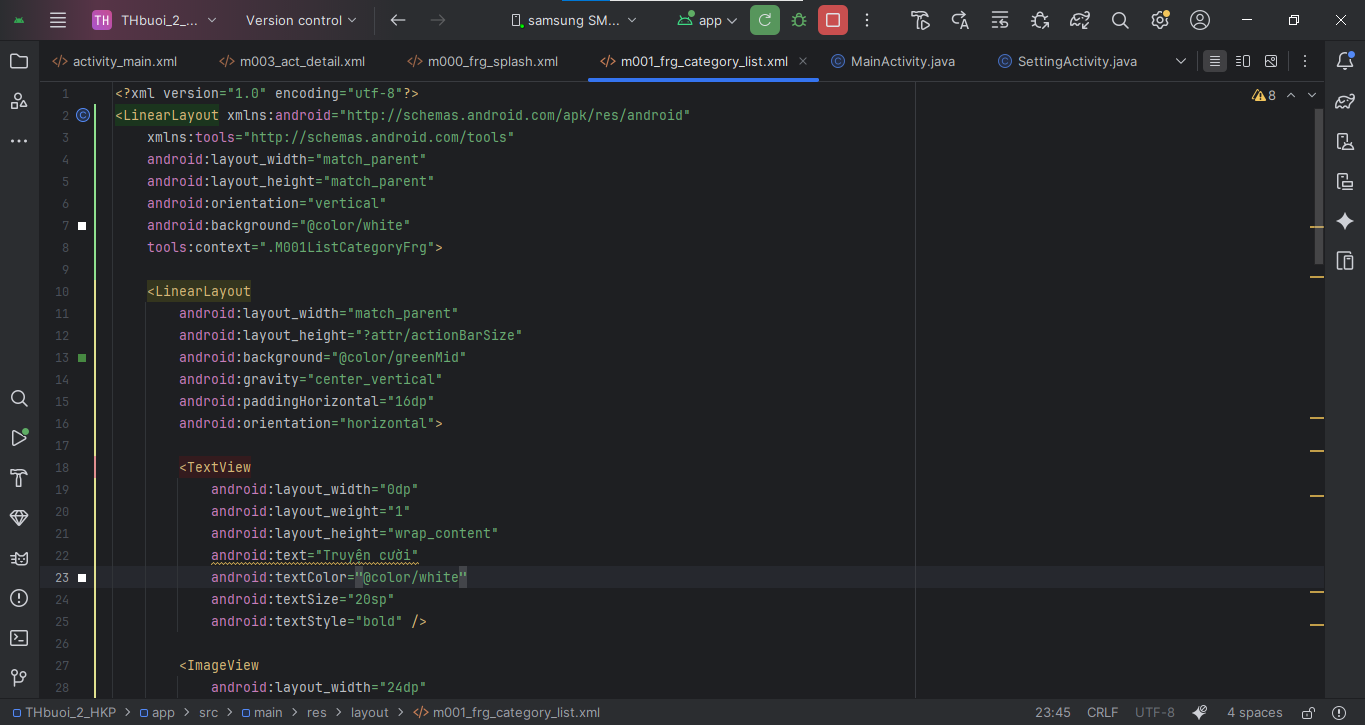 TH THbuoi_2_... Version control samsung SM... app
activity_main.xml m003_act_detail.xml m000_frg_splash.xml m001_frg_category_list.xml MainActivity.java SettingActivity.java
1 <?xml version="1.0" encoding="utf-8"?> 8
2 <LinearLayout xmlns:android="http://schemas.android.com/apk/res/android"
3 xmlns:tools="http://schemas.android.com/tools"
4 android:layout_width="match_parent"
5 android:layout_height="match_parent"
6 android:orientation="vertical"
7 android:background="@color/white"
8 tools:context=".M001ListCategoryFrg">
9
10 <LinearLayout
11 android:layout_width="match_parent"
12 android:layout_height="?attr/actionBarSize"
13 android:background="@color/greenMid"
14 android:gravity="center_vertical"
15 android:paddingHorizontal="16dp"
16 android:orientation="horizontal">
17
18 <TextView
19 android:layout_width="0dp"
20 android:layout_weight="1"
21 android:layout_height="wrap_content"
22 android:text="Truyện cười"
23 android:textColor="@color/white"
24 android:textSize="20sp"
25 android:textStyle="bold" />
26
27 <ImageView
28 android:layout_width="24dp"
THbuoi_2_HKP > app > src > main > res > layout > m001_frg_category_list.xml 23:45 CRLF UTF-8 4 spaces